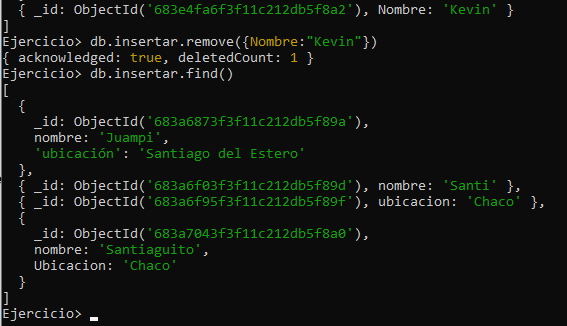 { _id: ObjectId('683e4fa6f3f11c212db5f8a2'), Nombre: 'Kevin' }
]
Ejercicio> db.insertar.remove({Nombre:"Kevin"})
{ acknowledged: true, deletedCount: 1 }
Ejercicio> db.insertar.find()
[
  {
    _id: ObjectId('683a6873f3f11c212db5f89a'),
    nombre: 'Juampi',
    'ubicación': 'Santiago del Estero'
  },
  { _id: ObjectId('683a6f03f3f11c212db5f89d'), nombre: 'Santi' },
  { _id: ObjectId('683a6f95f3f11c212db5f89f'), ubicacion: 'Chaco' },
  {
    _id: ObjectId('683a7043f3f11c212db5f8a0'),
    nombre: 'Santiaguito',
    Ubicacion: 'Chaco'
  }
]
Ejercicio>